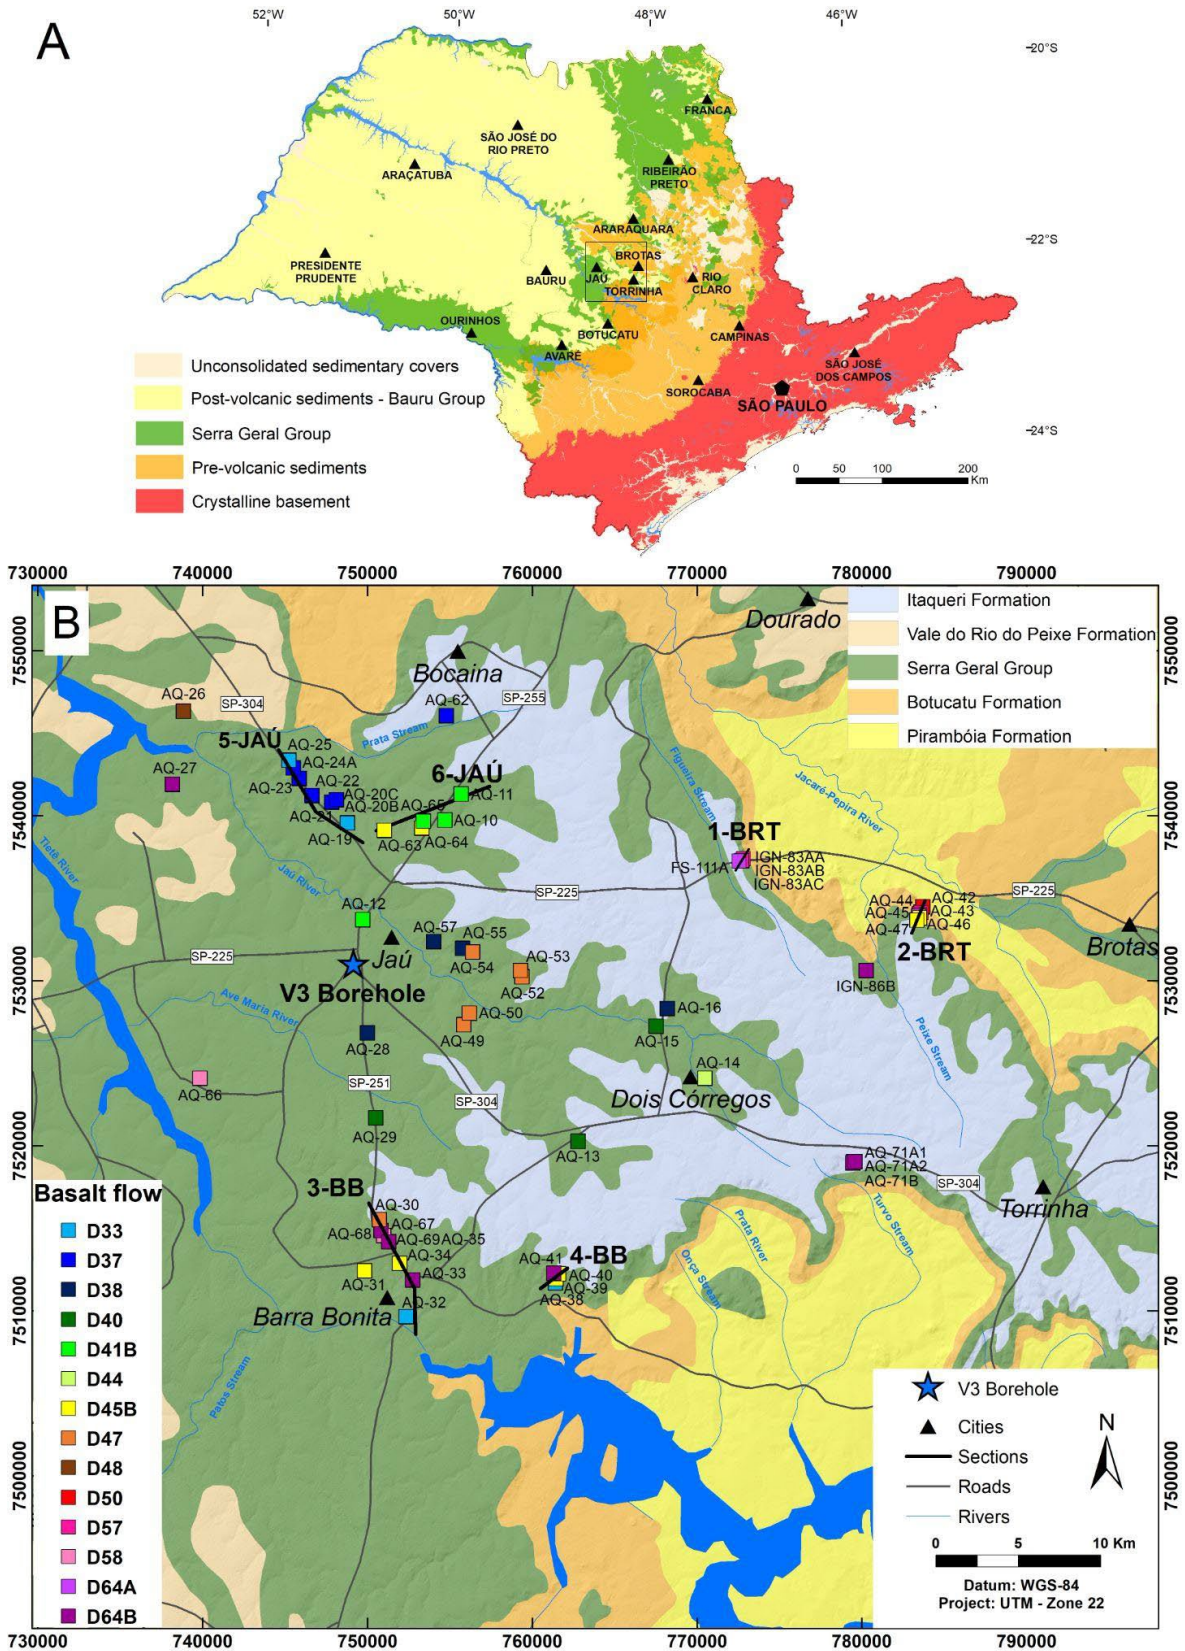 A
52°W
50°W
48°W
46°W
20°S
22°S
24°S
FRANCA
SÃO JOSÉ DO
RIO PRETO
RIBEIRÃO
PRETO
ARAÇATUBA
ARARAQUARA
PRESIDENTE
PRUDENTE
BAURU
JAÚ
BROTAS
TORRINHA
RIO
CLARO
OURINHOS
BOTUCATU
AVARÉ
CAMPINAS
SÃO JOSÉ
DOS CAMPOS
SOROCABA
SÃO PAULO
Unconsolidated sedimentary covers
Post-volcanic sediments - Bauru Group
Serra Geral Group
Pre-volcanic sediments
Crystalline basement
0 50 100 200
Km
730000 740000 750000 760000 770000 780000 790000
B
7550000
7540000
7530000
7520000
7510000
7500000
7550000
7540000
7530000
7520000
7510000
7500000
Itaqueri Formation
Vale do Rio do Peixe Formation
Serra Geral Group
Botucatu Formation
Pirambóia Formation
Dourado
Bocaina
AQ-26
SP-304
AQ-62
SP-255
Prata Stream
5-JAÚ
AQ-25
AQ-24A
AQ-27
AQ-22
AQ-23
AQ-20C
AQ-20B
AQ-21
AQ-19
6-JAÚ
AQ-65
AQ-11
AQ-10
AQ-63
AQ-64
Figueira Stream
Jacaré-Pepira River
1-BRT
FS-111A
IGN-83AA
IGN-83AB
IGN-83AC
Tietê River
Jaú River
SP-225
SP-225
AQ-44
AQ-42
AQ-45
AQ-43
AQ-47
AQ-46
2-BRT
Brotas
AQ-12
AQ-57
AQ-55
AQ-54
AQ-53
AQ-52
Jaú
SP-225
V3 Borehole
IGN-86B
Ave Maria River
AQ-50
AQ-49
AQ-16
AQ-15
AQ-28
Peixe Stream
AQ-66
SP-251
AQ-14
Dois Córregos
SP-304
AQ-29
AQ-13
AQ-71A1
AQ-71A2
AQ-71B
SP-304
Torrinha
3-BB
AQ-30
AQ-67
AQ-68
AQ-69
AQ-35
AQ-34
AQ-33
AQ-31
AQ-32
Barra Bonita
AQ-41
4-BB
AQ-40
AQ-39
AQ-38
Onça Stream
Prata River
Turvo Stream
Patos Stream
Basalt flow
D33
D37
D38
D40
D41B
D44
D45B
D47
D48
D50
D57
D58
D64A
D64B
V3 Borehole
Cities
Sections
Roads
Rivers
N
0 5 10 Km
Datum: WGS-84
Project: UTM - Zone 22
730000 740000 750000 760000 770000 780000 790000